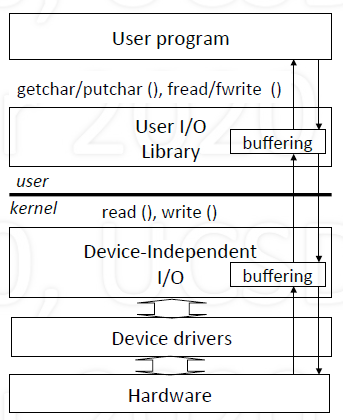 User program
getchar/putchar (), fread/fwrite ()
User I/O
Library
buffering
user
kernel
read (), write ()
Device-Independent
I/O
buffering
Device drivers
Hardware